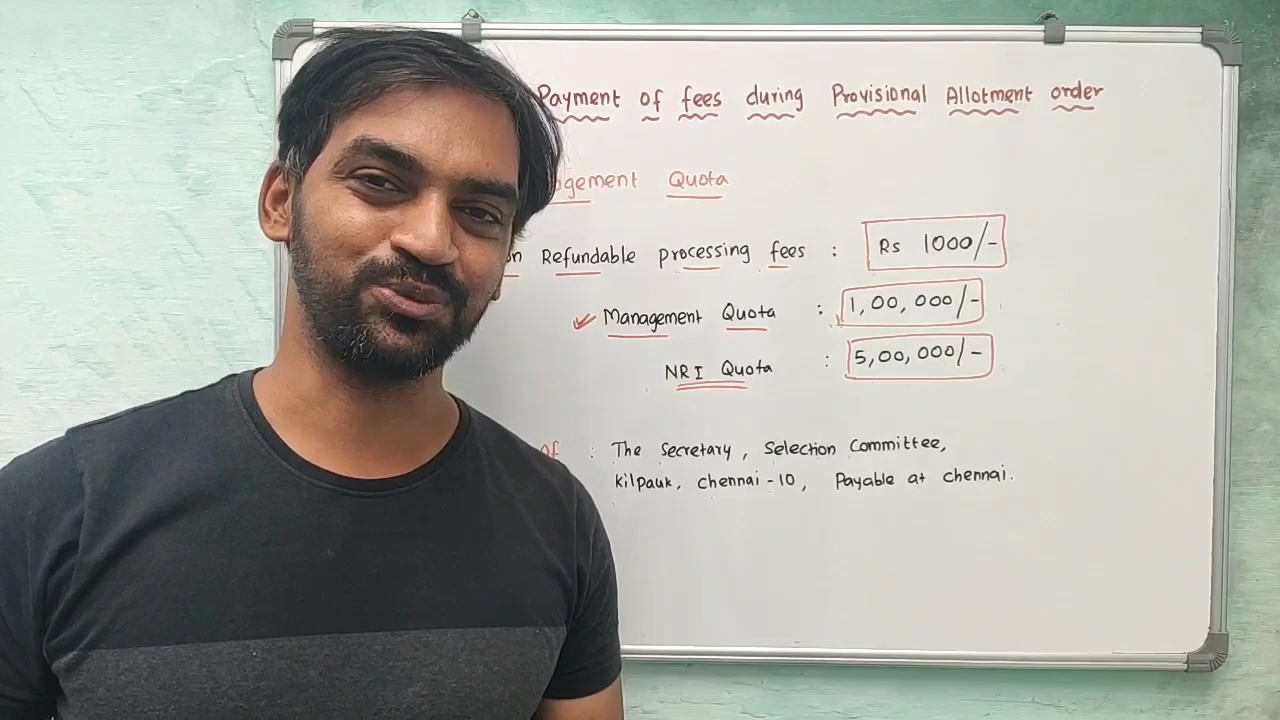 Payment of fees during Provisional Allotment order
Quota
Refundable processing fees : Rs 1000/-
Management Quota : 1,00,000/-
NRI Quota : 5,00,000/-
of : The Secretary, Selection Committee,
Kilpauk, Chennai-10, Payable at chennai.